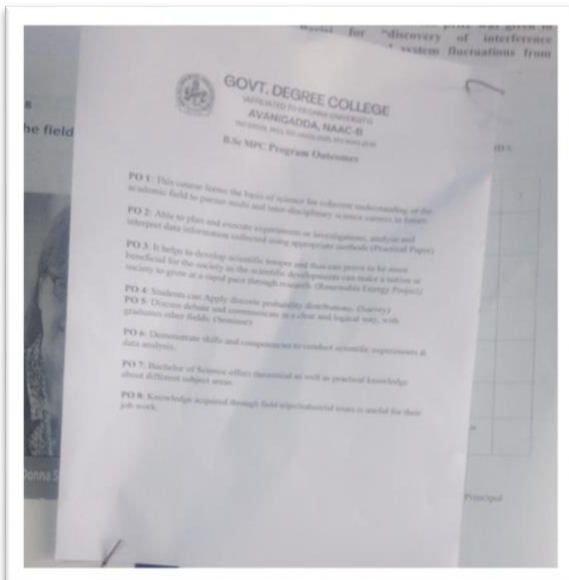 for "discovery of interference
system fluctuations from
he field
GOVT. DEGREE COLLEGE
(AFFILIATED TO KRISHNA UNIVERSITY)
AVANIGADDA, NAAC-B
B.Sc MPC Program Outcomes
PO 1: This course forms the basis of science for coherent understanding of the
academic field to pursue multi and inter-disciplinary science careers in future.
PO 2: Able to plan and execute experiments or investigations, analyze and
interpret data information collected using appropriate methods (Practical Paper)
PO 3: It helps to develop scientific temper and thus can prove to be more
beneficial for the society as the scientific developments can make a nation or
society to grow at a rapid pace through research. (Renewable Energy Project)
PO 4: Students can Apply discrete probability distributions. (Survey)
PO 5: Discuss debate and communicate in a clear and logical way, with
graduates other fields. (Seminar)
PO 6: Demonstrate skills and competencies to conduct scientific experiments &
data analysis.
PO 7: Bachelor of Science offers theoretical as well as practical knowledge
about different subject areas.
PO 8: Knowledge acquired through field trips/industrial tours is useful for their
job work.
Donna S
Principal